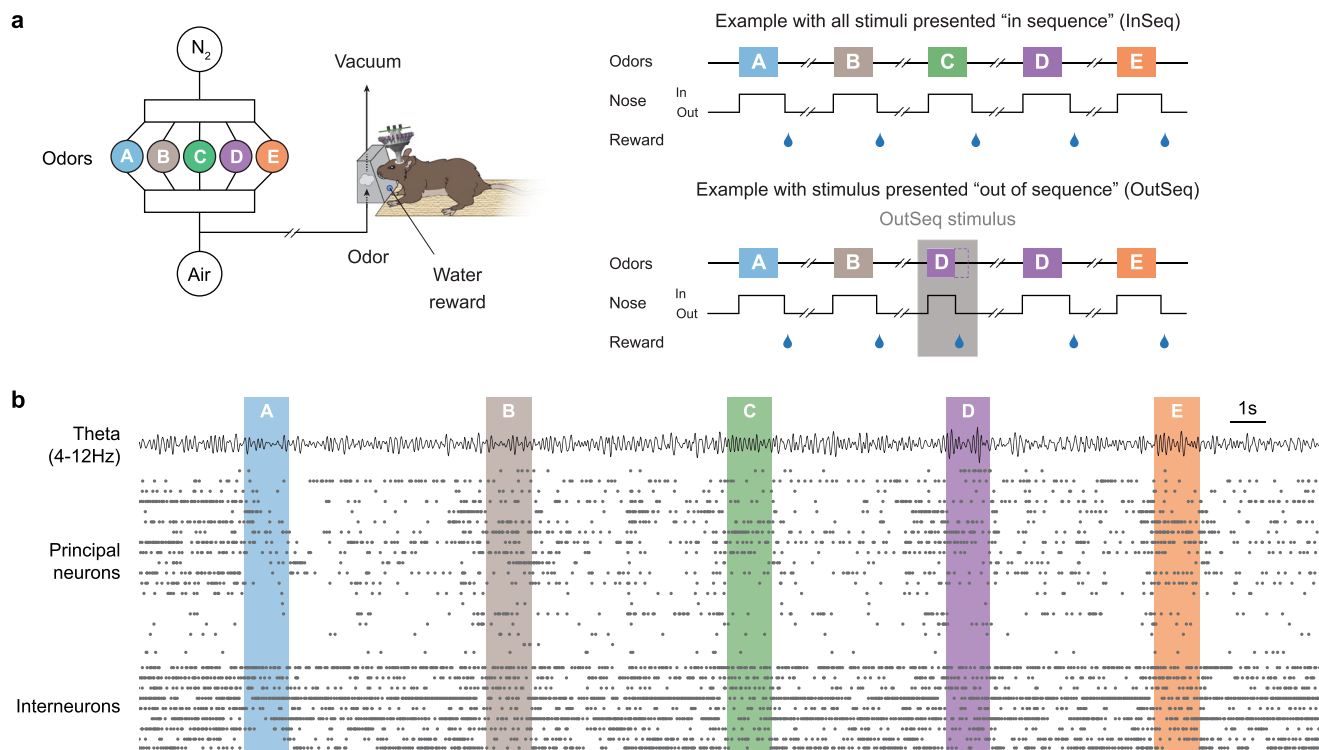 a
N2
Vacuum
Odors
A B C D E
Odor
Water
reward
Air
Example with all stimuli presented “in sequence” (InSeq)
Odors
A B C D E
Nose
In
Out
Reward
Example with stimulus presented “out of sequence” (OutSeq)
OutSeq stimulus
Odors
A B D D E
Nose
In
Out
Reward
b
A B C D E
1s
Theta
(4-12Hz)
Principal
neurons
Interneurons